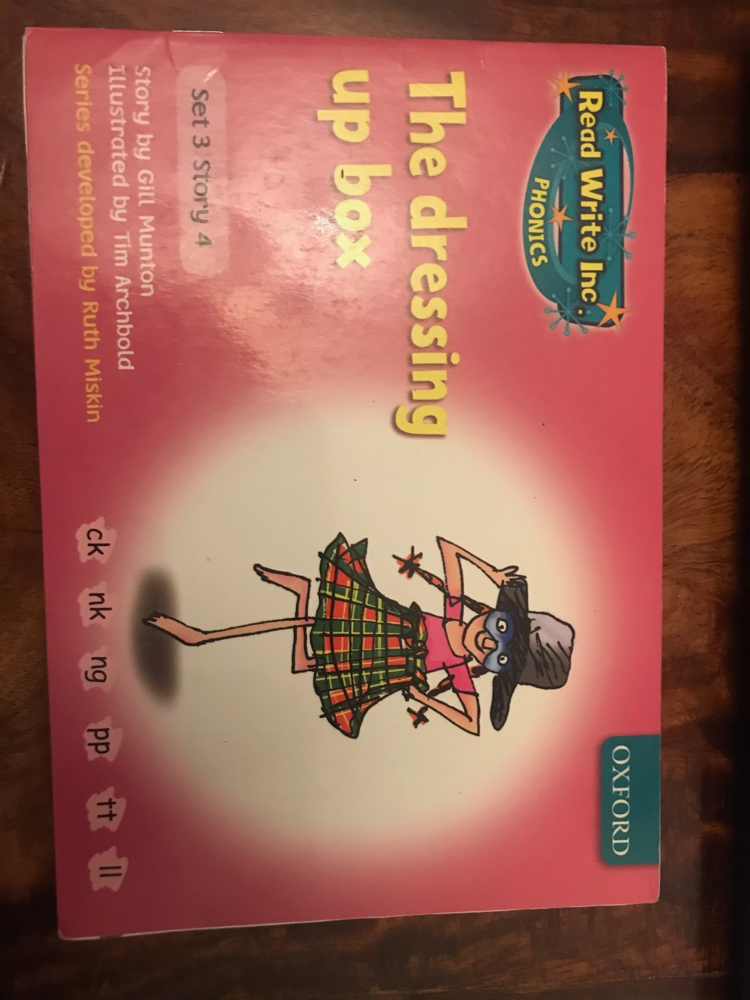 Read Write Inc.
PHONICS
OXFORD
The dressing
up box
Set 3 Story 4
Story by Gill Munton
Illustrated by Tim Archbold
Series developed by Ruth Miskin
ck nk ng pp tt ll